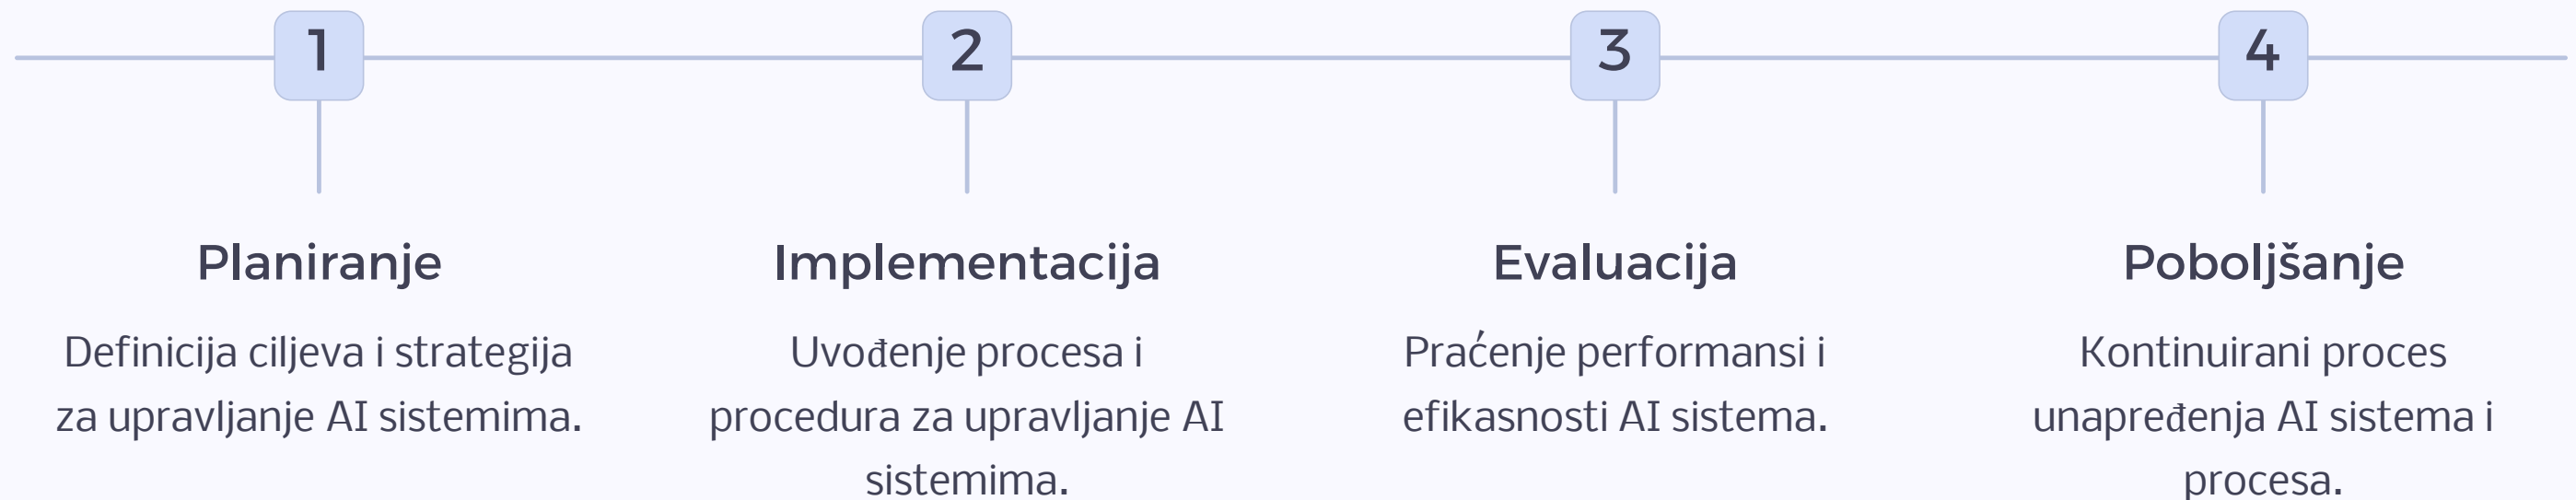 1
Planiranje
Definicija ciljeva i strategija
za upravljanje AI sistemima.
2
Implementacija
Uvođenje procesa i
procedura za upravljanje AI
sistemima.
3
Evaluacija
Praćenje performansi i
efikasnosti AI sistema.
4
Poboljšanje
Kontinuirani proces
unapređenja AI sistema i
procesa.